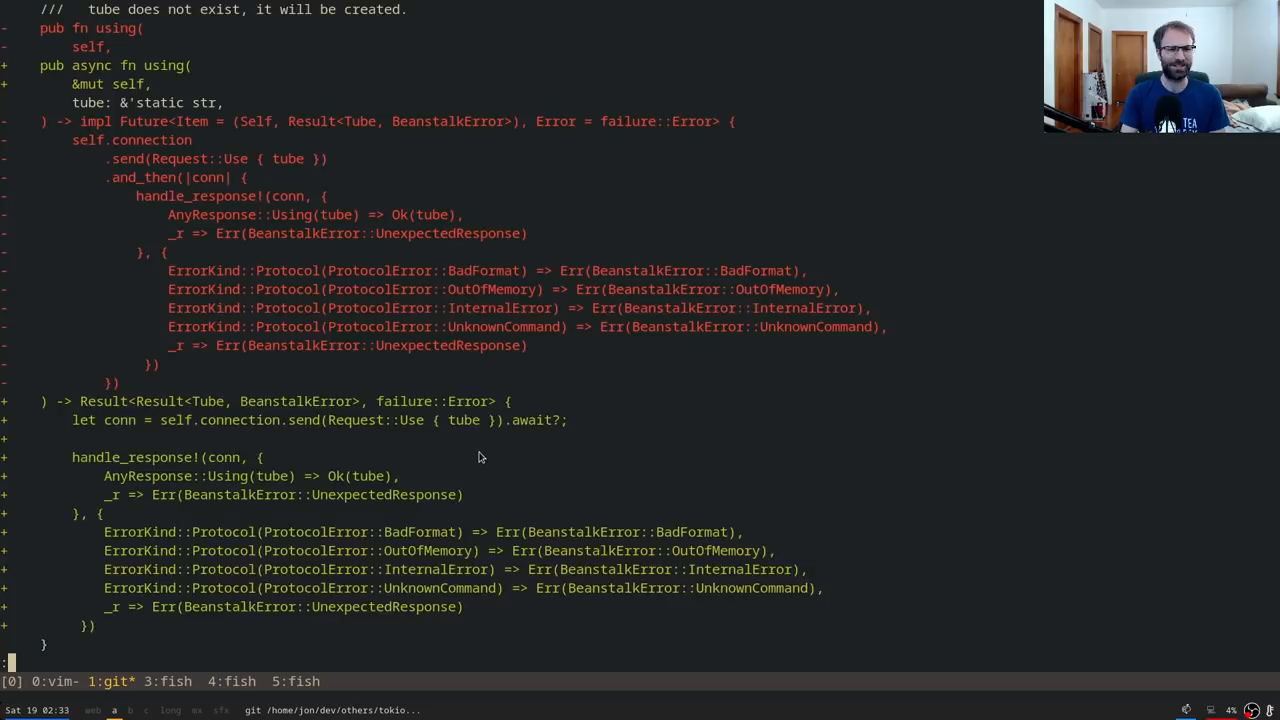 ///   tube does not exist, it will be created.
-    pub fn using(
-        self,
+    pub async fn using(
+        &mut self,
         tube: &'static str,
-    ) -> impl Future<Item = (Self, Result<Tube, BeanstalkError>), Error = failure::Error> {
-        self.connection
-            .send(Request::Use { tube })
-            .and_then(|conn| {
-                handle_response!(conn, {
-                    AnyResponse::Using(tube) => Ok(tube),
-                    _r => Err(BeanstalkError::UnexpectedResponse)
-                }, {
-                    ErrorKind::Protocol(ProtocolError::BadFormat) => Err(BeanstalkError::BadFormat),
-                    ErrorKind::Protocol(ProtocolError::OutOfMemory) => Err(BeanstalkError::OutOfMemory),
-                    ErrorKind::Protocol(ProtocolError::InternalError) => Err(BeanstalkError::InternalError),
-                    ErrorKind::Protocol(ProtocolError::UnknownCommand) => Err(BeanstalkError::UnknownCommand),
-                    _r => Err(BeanstalkError::UnexpectedResponse)
-                 })
-            })
+    ) -> Result<Result<Tube, BeanstalkError>, failure::Error> {
+        let conn = self.connection.send(Request::Use { tube }).await?;
+
+        handle_response!(conn, {
+            AnyResponse::Using(tube) => Ok(tube),
+            _r => Err(BeanstalkError::UnexpectedResponse)
+        }, {
+            ErrorKind::Protocol(ProtocolError::BadFormat) => Err(BeanstalkError::BadFormat),
+            ErrorKind::Protocol(ProtocolError::OutOfMemory) => Err(BeanstalkError::OutOfMemory),
+            ErrorKind::Protocol(ProtocolError::InternalError) => Err(BeanstalkError::InternalError),
+            ErrorKind::Protocol(ProtocolError::UnknownCommand) => Err(BeanstalkError::UnknownCommand),
+            _r => Err(BeanstalkError::UnexpectedResponse)
+         })
     }
:
[0] 0:vim- 1:git* 3:fish  4:fish  5:fish
Sat 19 02:33 web a b c long mx sfx git /home/jon/dev/others/tokio... 4%
TEA